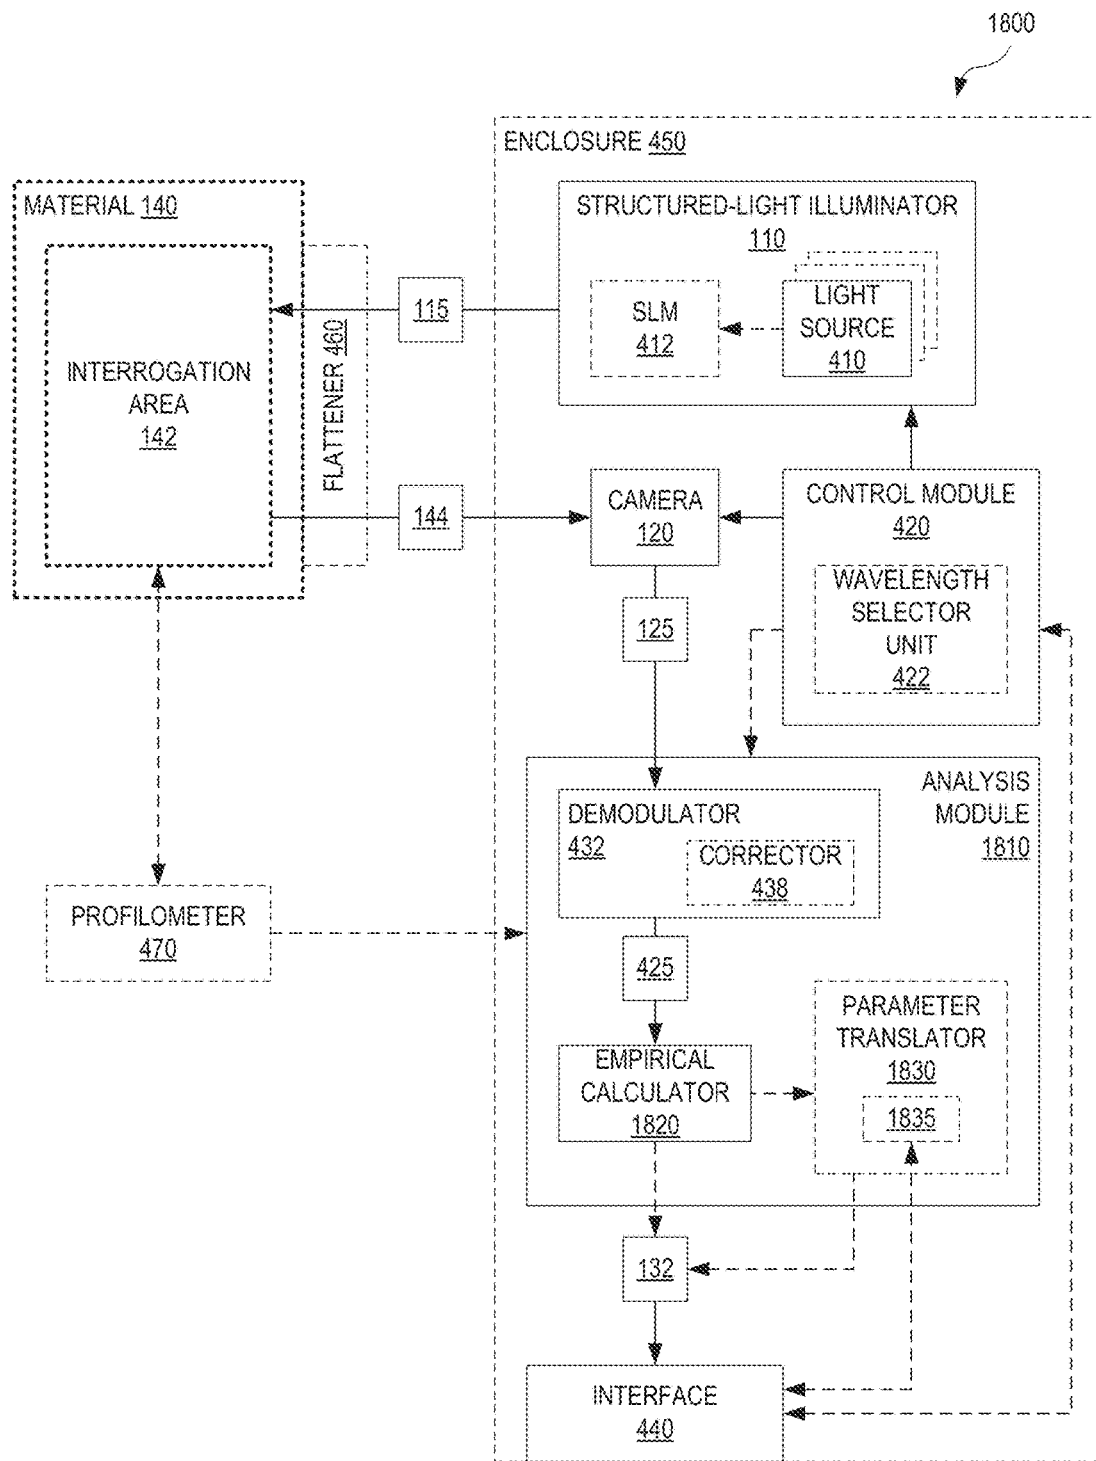 1800
ENCLOSURE 450
MATERIAL 140
STRUCTURED-LIGHT ILLUMINATOR
110
115
SLM
412
LIGHT
SOURCE
410
INTERROGATION
AREA
142
FLATTENER 460
144
CAMERA
120
CONTROL MODULE
420
WAVELENGTH
SELECTOR
UNIT
422
125
ANALYSIS
MODULE
1810
DEMODULATOR
432
CORRECTOR
438
PROFILOMETER
470
425
PARAMETER
TRANSLATOR
1830
1835
EMPIRICAL
CALCULATOR
1820
132
INTERFACE
440